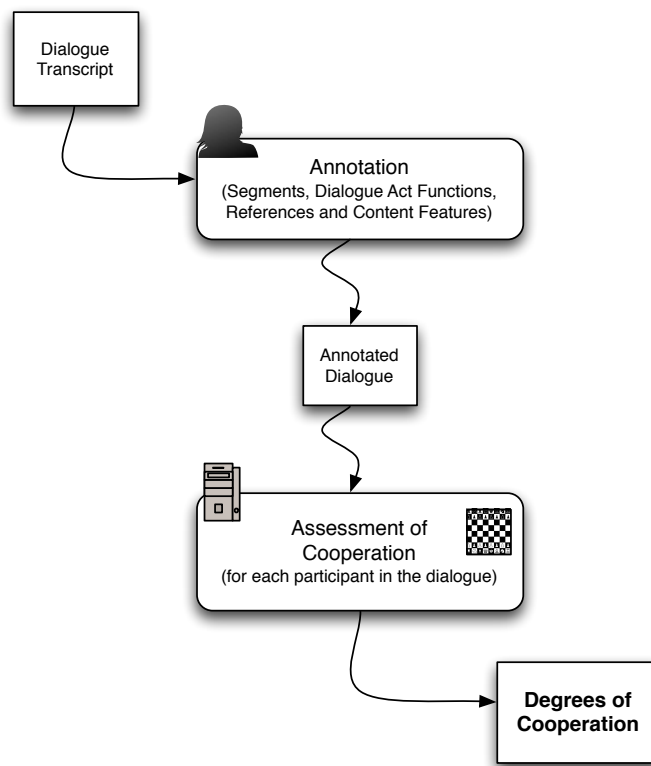 Dialogue
Transcript
Annotation
(Segments, Dialogue Act Functions,
References and Content Features)
Annotated
Dialogue
Assessment of
Cooperation
(for each participant in the dialogue)
Degrees of
Cooperation